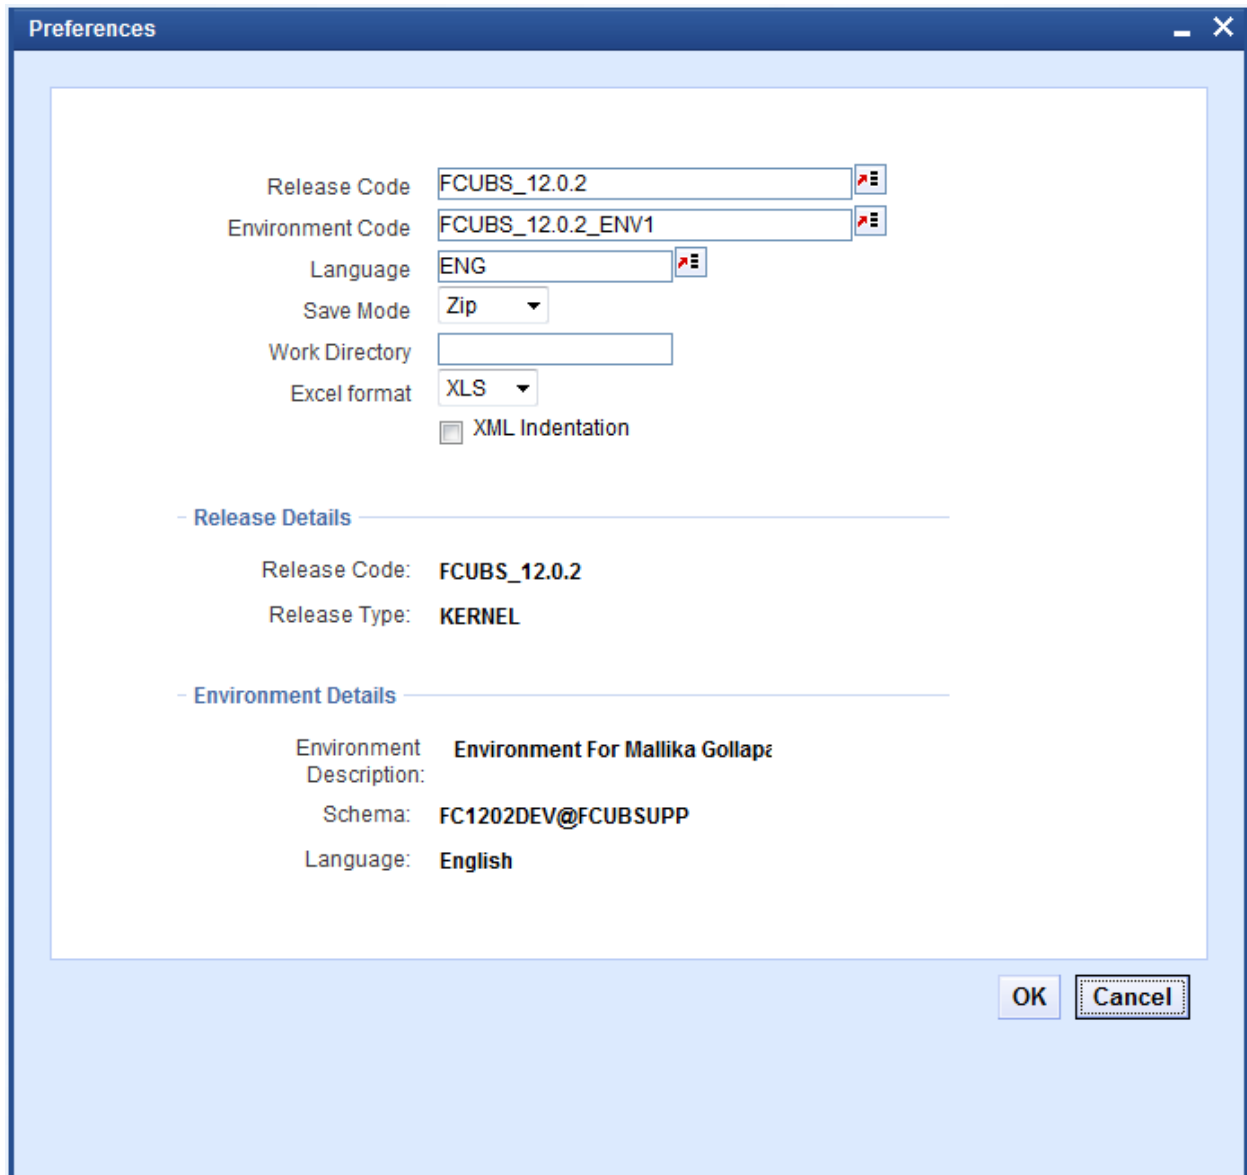 Preferences
Release Code FCUBS_12.0.2
Environment Code FCUBS_12.0.2_ENV1
Language ENG
Save Mode Zip
Work Directory
Excel format XLS
XML Indentation
Release Details
Release Code: FCUBS_12.0.2
Release Type: KERNEL
Environment Details
Environment Environment For Mallika Gollapa
Description:
Schema: FC1202DEV@FCUBSUPP
Language: English
OK Cancel